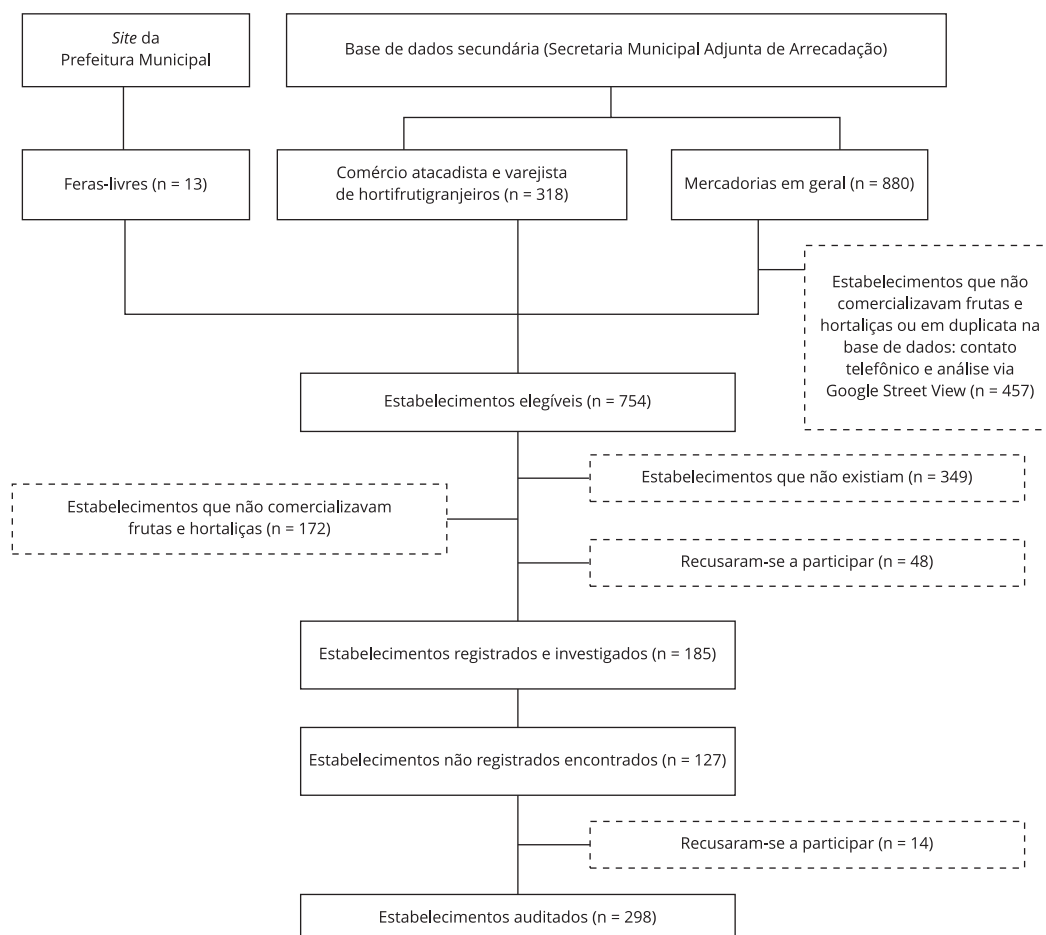 Site da
Prefeitura Municipal
Base de dados secundária (Secretaria Municipal Adjunta de Arrecadação)
Feras-livres (n = 13)
Comércio atacadista e varejista
de hortifrutigranjeiros (n = 318)
Mercadorias em geral (n = 880)
Estabelecimentos que não
comercializavam frutas e
hortaliças ou em duplicata na
base de dados: contato
telefônico e análise via
Google Street View (n = 457)
Estabelecimentos elegíveis (n = 754)
Estabelecimentos que não existiam (n = 349)
Estabelecimentos que não comercializavam
frutas e hortaliças (n = 172)
Recusaram-se a participar (n = 48)
Estabelecimentos registrados e investigados (n = 185)
Estabelecimentos não registrados encontrados (n = 127)
Recusaram-se a participar (n = 14)
Estabelecimentos auditados (n = 298)